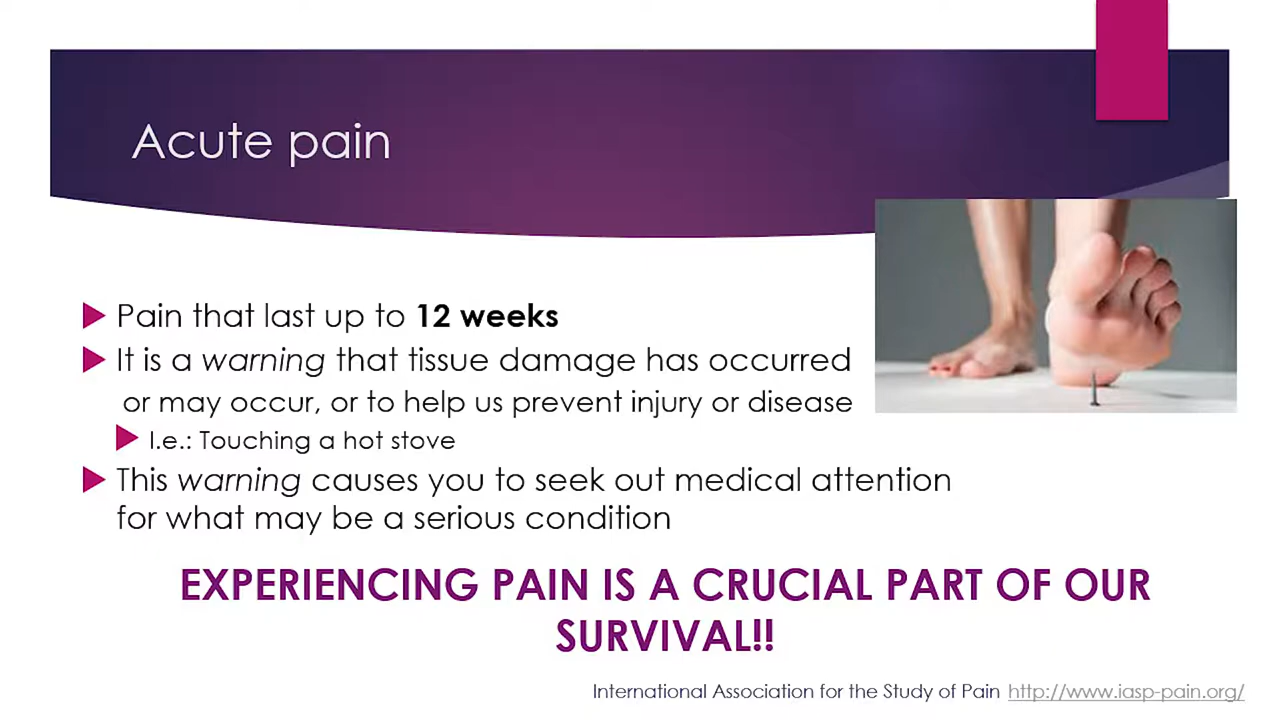 Acute pain
Pain that last up to 12 weeks
It is a warning that tissue damage has occurred
or may occur, or to help us prevent injury or disease
I.e.: Touching a hot stove
This warning causes you to seek out medical attention
for what may be a serious condition
EXPERIENCING PAIN IS A CRUCIAL PART OF OUR
SURVIVAL!!
International Association for the Study of Pain http://www.iasp-pain.org/